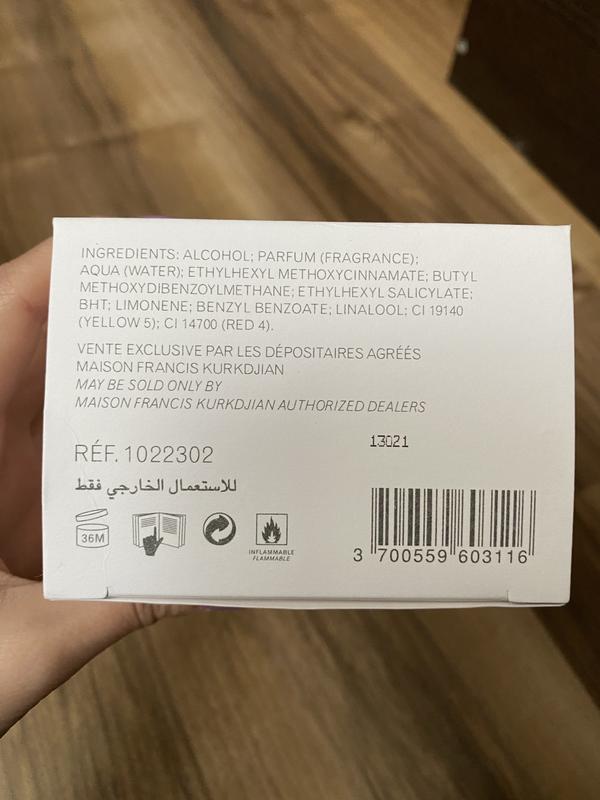 INGREDIENTS: ALCOHOL; PARFUM (FRAGRANCE);
AQUA (WATER); ETHYLHEXYL METHOXYCINNAMATE; BUTYL
METHOXYDIBENZOYLMETHANE; ETHYLHEXYL SALICYLATE;
BHT; LIMONENE; BENZYL BENZOATE; LINALOOL; CI 19140
(YELLOW 5); CI 14700 (RED 4).
VENTE EXCLUSIVE PAR LES DÉPOSITAIRES AGRÉÉS
MAISON FRANCIS KURKDJIAN
MAY BE SOLD ONLY BY
MAISON FRANCIS KURKDJIAN AUTHORIZED DEALERS
13021
RÉF. 1022302
للاستعمال الخارجي فقط
36M
INFLAMMABLE
FLAMMABLE
3 700559 603116